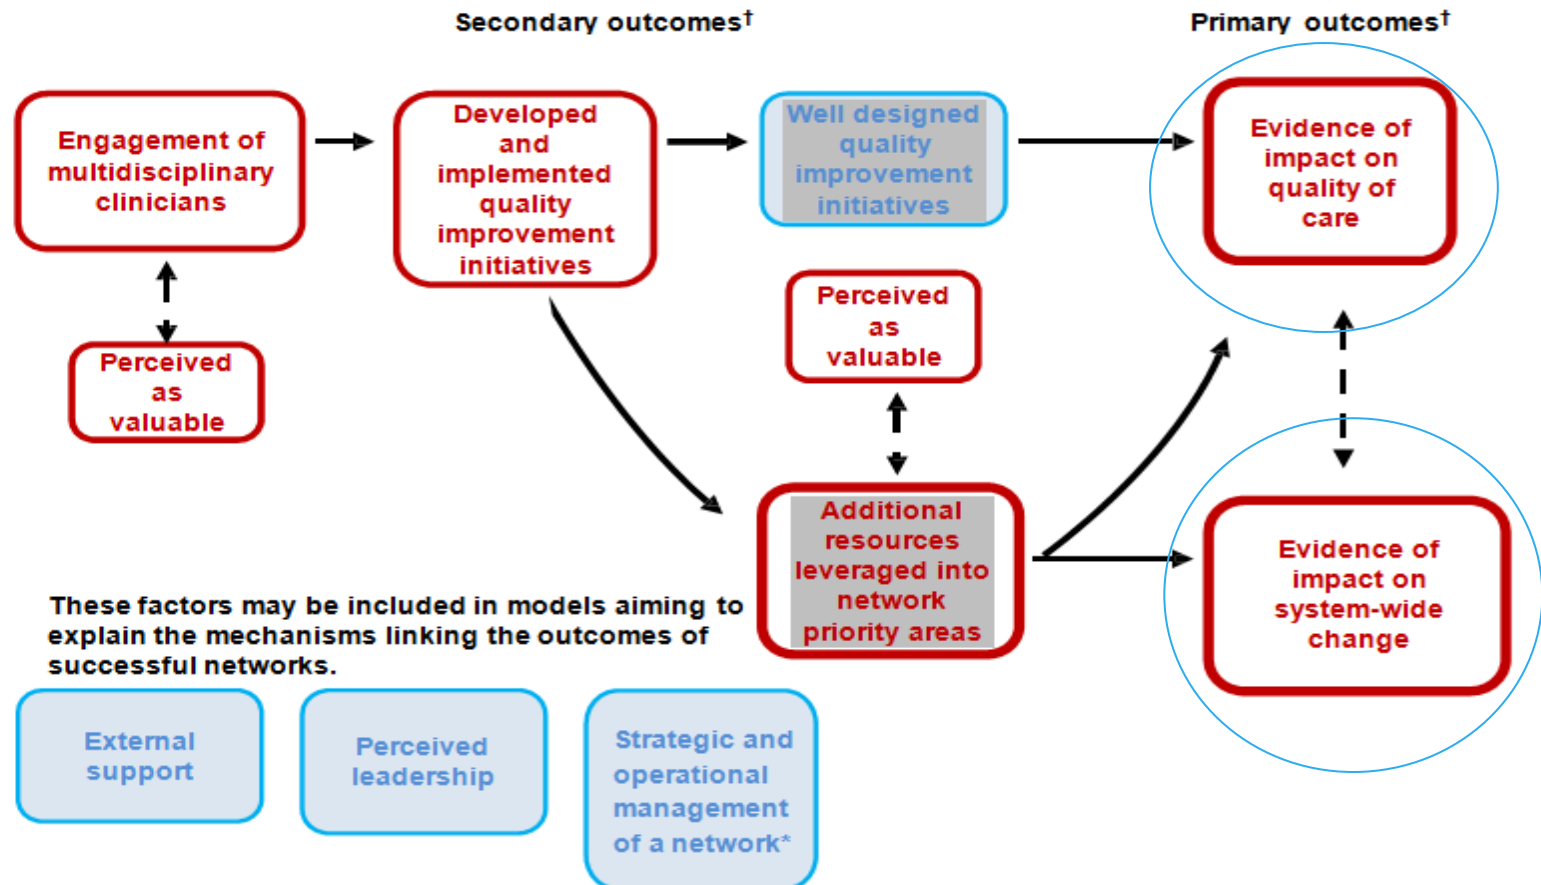 Secondary outcomes†
Primary outcomes†
Engagement of
multidisciplinary
clinicians
Developed
and
implemented
quality
improvement
initiatives
Well designed
quality
improvement
initiatives
Evidence of
impact on
quality of
care
Perceived
as
valuable
Perceived
as
valuable
Additional
resources
leveraged into
network
priority areas
Evidence of
impact on
system-wide
change
These factors may be included in models aiming to
explain the mechanisms linking the outcomes of
successful networks.
External
support
Perceived
leadership
Strategic and
operational
management
of a network*